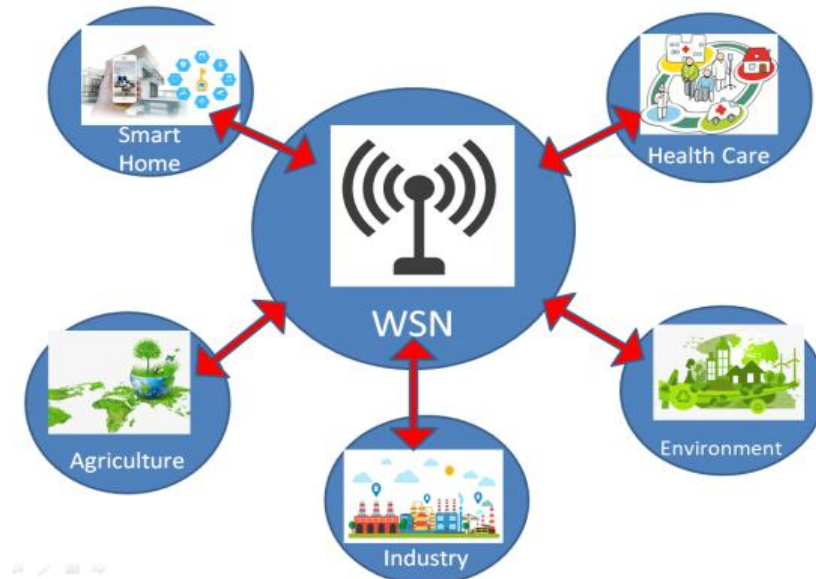 Smart
Home
Health Care
WSN
Agriculture
Environment
Industry